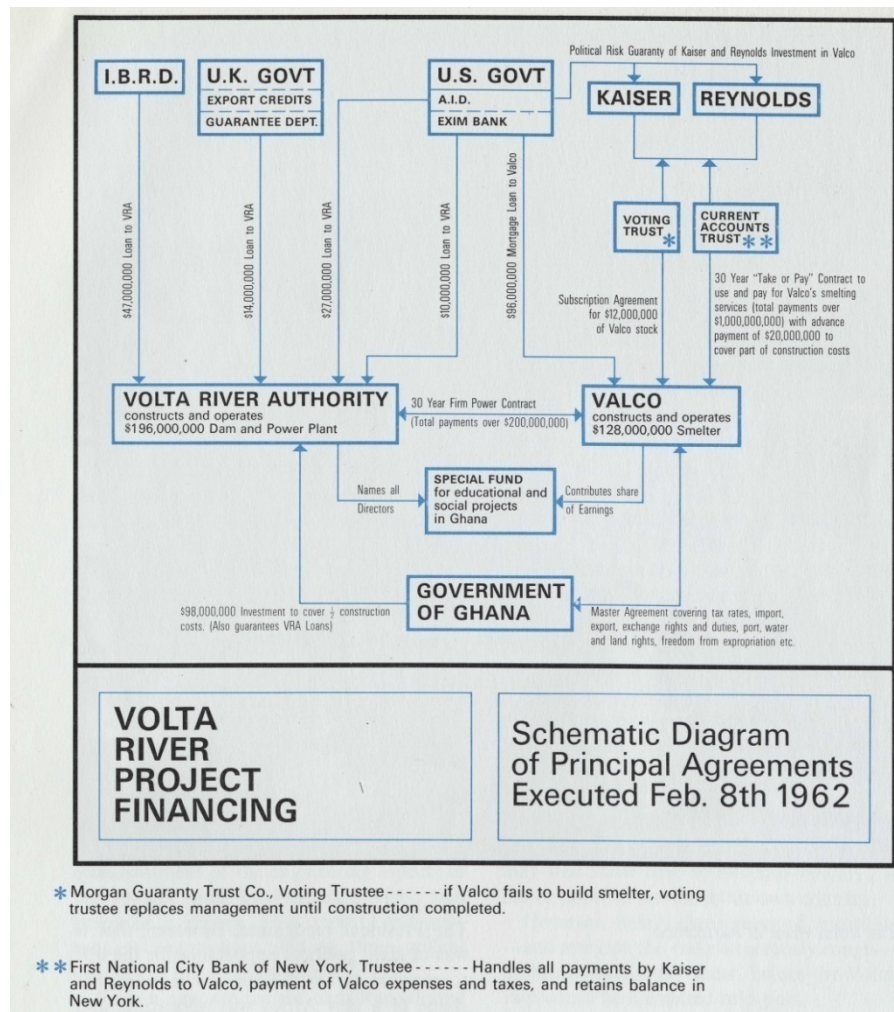 Political Risk Guaranty of Kaiser and Reynolds Investment in Valco
I.B.R.D.
U.K. GOVT
EXPORT CREDITS
GUARANTEE DEPT.
U.S. GOVT
A.I.D.
EXIM BANK
KAISER
REYNOLDS
$47,000,000 Loan to VRA
$14,000,000 Loan to VRA
$27,000,000 Loan to VRA
$10,000,000 Loan to VRA
$96,000,000 Mortgage Loan to Valco
VOTING
TRUST *
CURRENT
ACCOUNTS
TRUST * *
Subscription Agreement
for $12,000,000
of Valco stock
30 Year "Take or Pay" Contract to
use and pay for Valco's smelting
services (total payments over
$1,000,000,000) with advance
payment of $20,000,000 to
cover part of construction costs
VOLTA RIVER AUTHORITY
constructs and operates
$196,000,000 Dam and Power Plant
30 Year Firm Power Contract
(Total payments over $200,000,000)
VALCO
constructs and operates
$128,000,000 Smelter
Names all
Directors
SPECIAL FUND
for educational and
social projects
in Ghana
Contributes share
of Earnings
$98,000,000 Investment to cover ½ construction
costs. (Also guarantees VRA Loans)
GOVERNMENT
OF GHANA
Master Agreement covering tax rates, import,
export, exchange rights and duties, port, water
and land rights, freedom from expropriation etc.
VOLTA
RIVER
PROJECT
FINANCING
Schematic Diagram
of Principal Agreements
Executed Feb. 8th 1962
* Morgan Guaranty Trust Co., Voting Trustee - - - - - - if Valco fails to build smelter, voting
trustee replaces management until construction completed.
* * First National City Bank of New York, Trustee - - - - - - Handles all payments by Kaiser
and Reynolds to Valco, payment of Valco expenses and taxes, and retains balance in
New York.